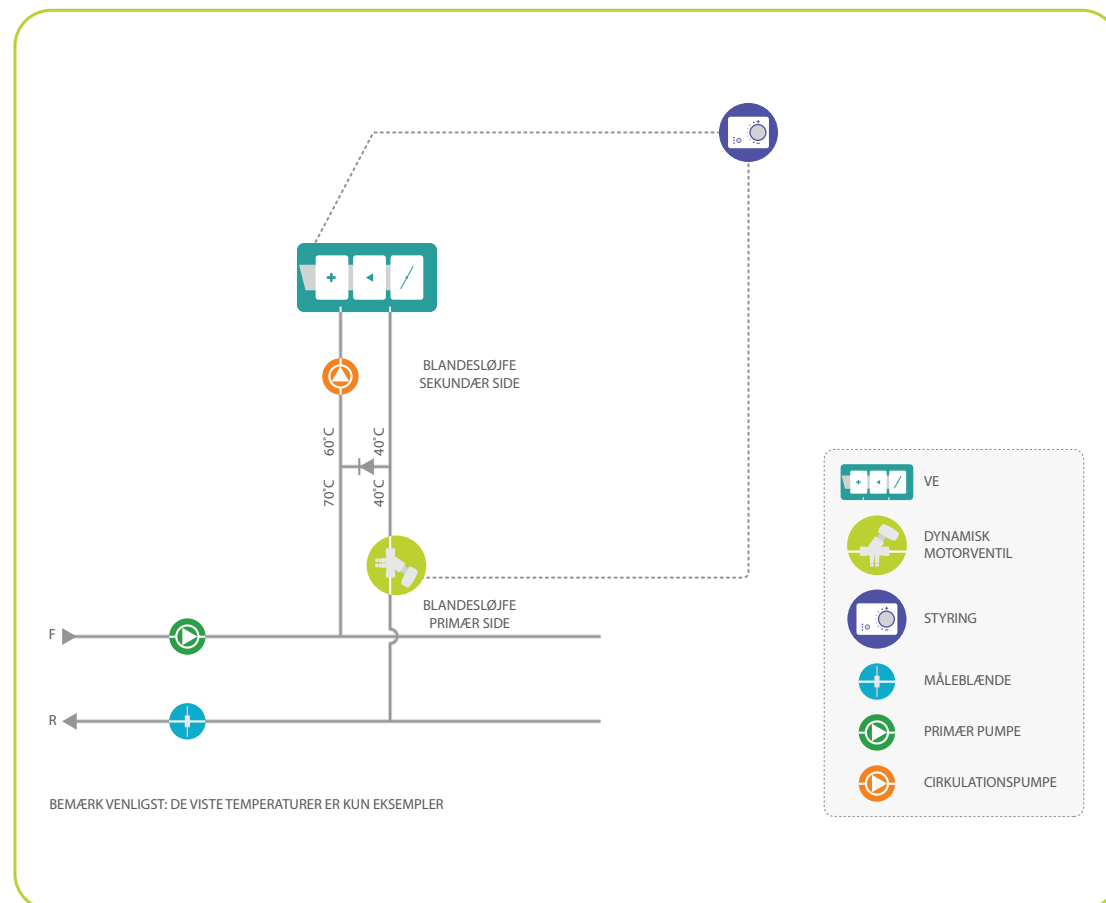 BLANDESLØJFE
SEKUNDÆR SIDE
60˚C
40˚C
70˚C
40˚C
BLANDESLØJFE
PRIMÆR SIDE
F
R
BEMÆRK VENLIGST: DE VISTE TEMPERATURER ER KUN EKSEMPLER
VE
DYNAMISK
MOTORVENTIL
STYRING
MÅLEBLÆNDE
PRIMÆR PUMPE
CIRKULATIONSPUMPE